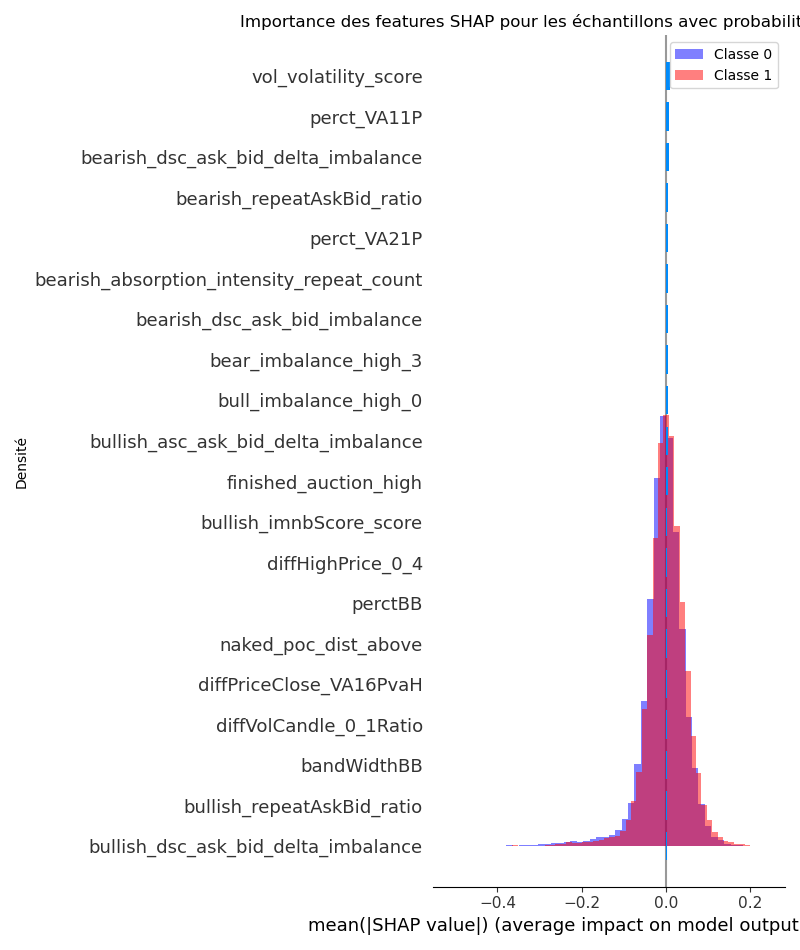 Importance des features SHAP pour les échantillons avec probabilit
Classe 0
Classe 1
vol_volatility_score
perct_VA11P
bearish_dsc_ask_bid_delta_imbalance
bearish_repeatAskBid_ratio
perct_VA21P
bearish_absorption_intensity_repeat_count
bearish_dsc_ask_bid_imbalance
bear_imbalance_high_3
bull_imbalance_high_0
bullish_asc_ask_bid_delta_imbalance
finished_auction_high
bullish_imnbScore_score
diffHighPrice_0_4
perctBB
naked_poc_dist_above
diffPriceClose_VA16PvaH
diffVolCandle_0_1Ratio
bandWidthBB
bullish_repeatAskBid_ratio
bullish_dsc_ask_bid_delta_imbalance
Densité
−0.4 −0.2 0.0 0.2
mean(|SHAP value|) (average impact on model output